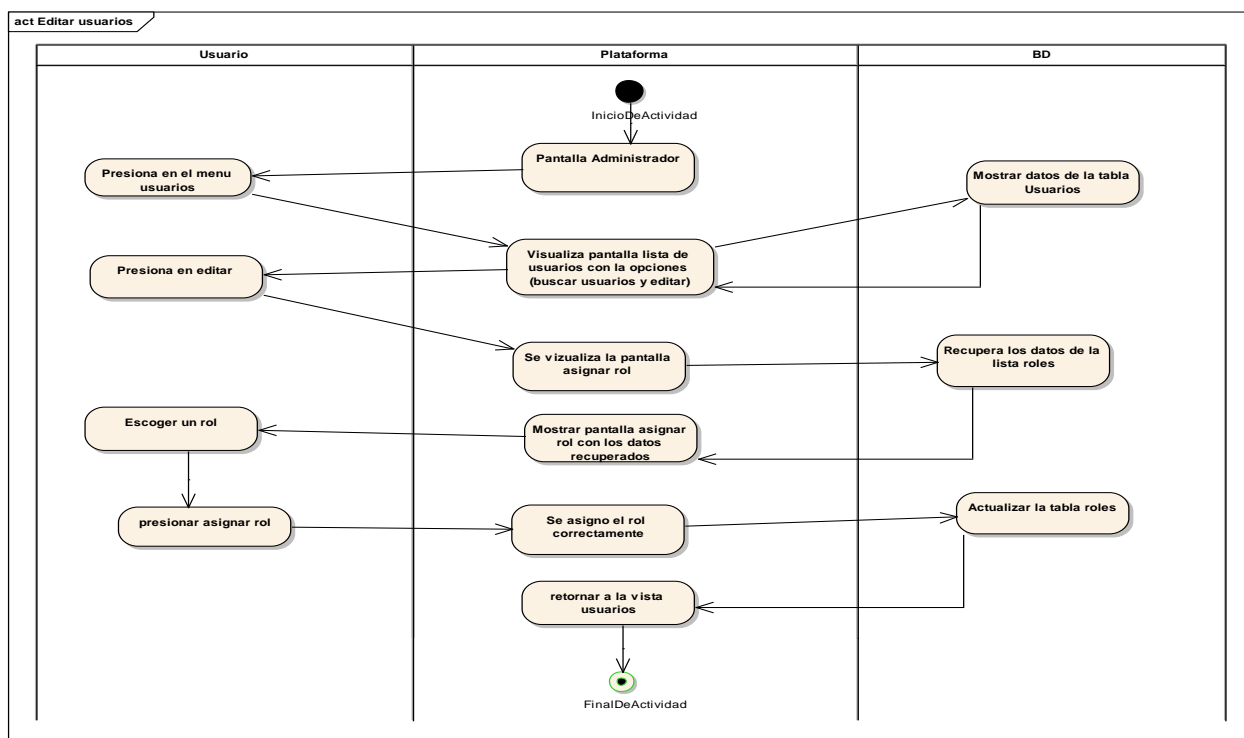 act Editar usuarios
Usuario
Plataforma
BD
InicioDeActividad
Pantalla Administrador
Presiona en el menu
usuarios
Mostrar datos de la tabla
Usuarios
Visualiza pantalla lista de
usuarios con la opciones
(buscar usuarios y editar)
Presiona en editar
Se vizualiza la pantalla
asignar rol
Recupera los datos de la
lista roles
Escoger un rol
Mostrar pantalla asignar
rol con los datos
recuperados
presionar asignar rol
Se asigno el rol
correctamente
Actualizar la tabla roles
retornar a la vista
usuarios
FinalDeActividad